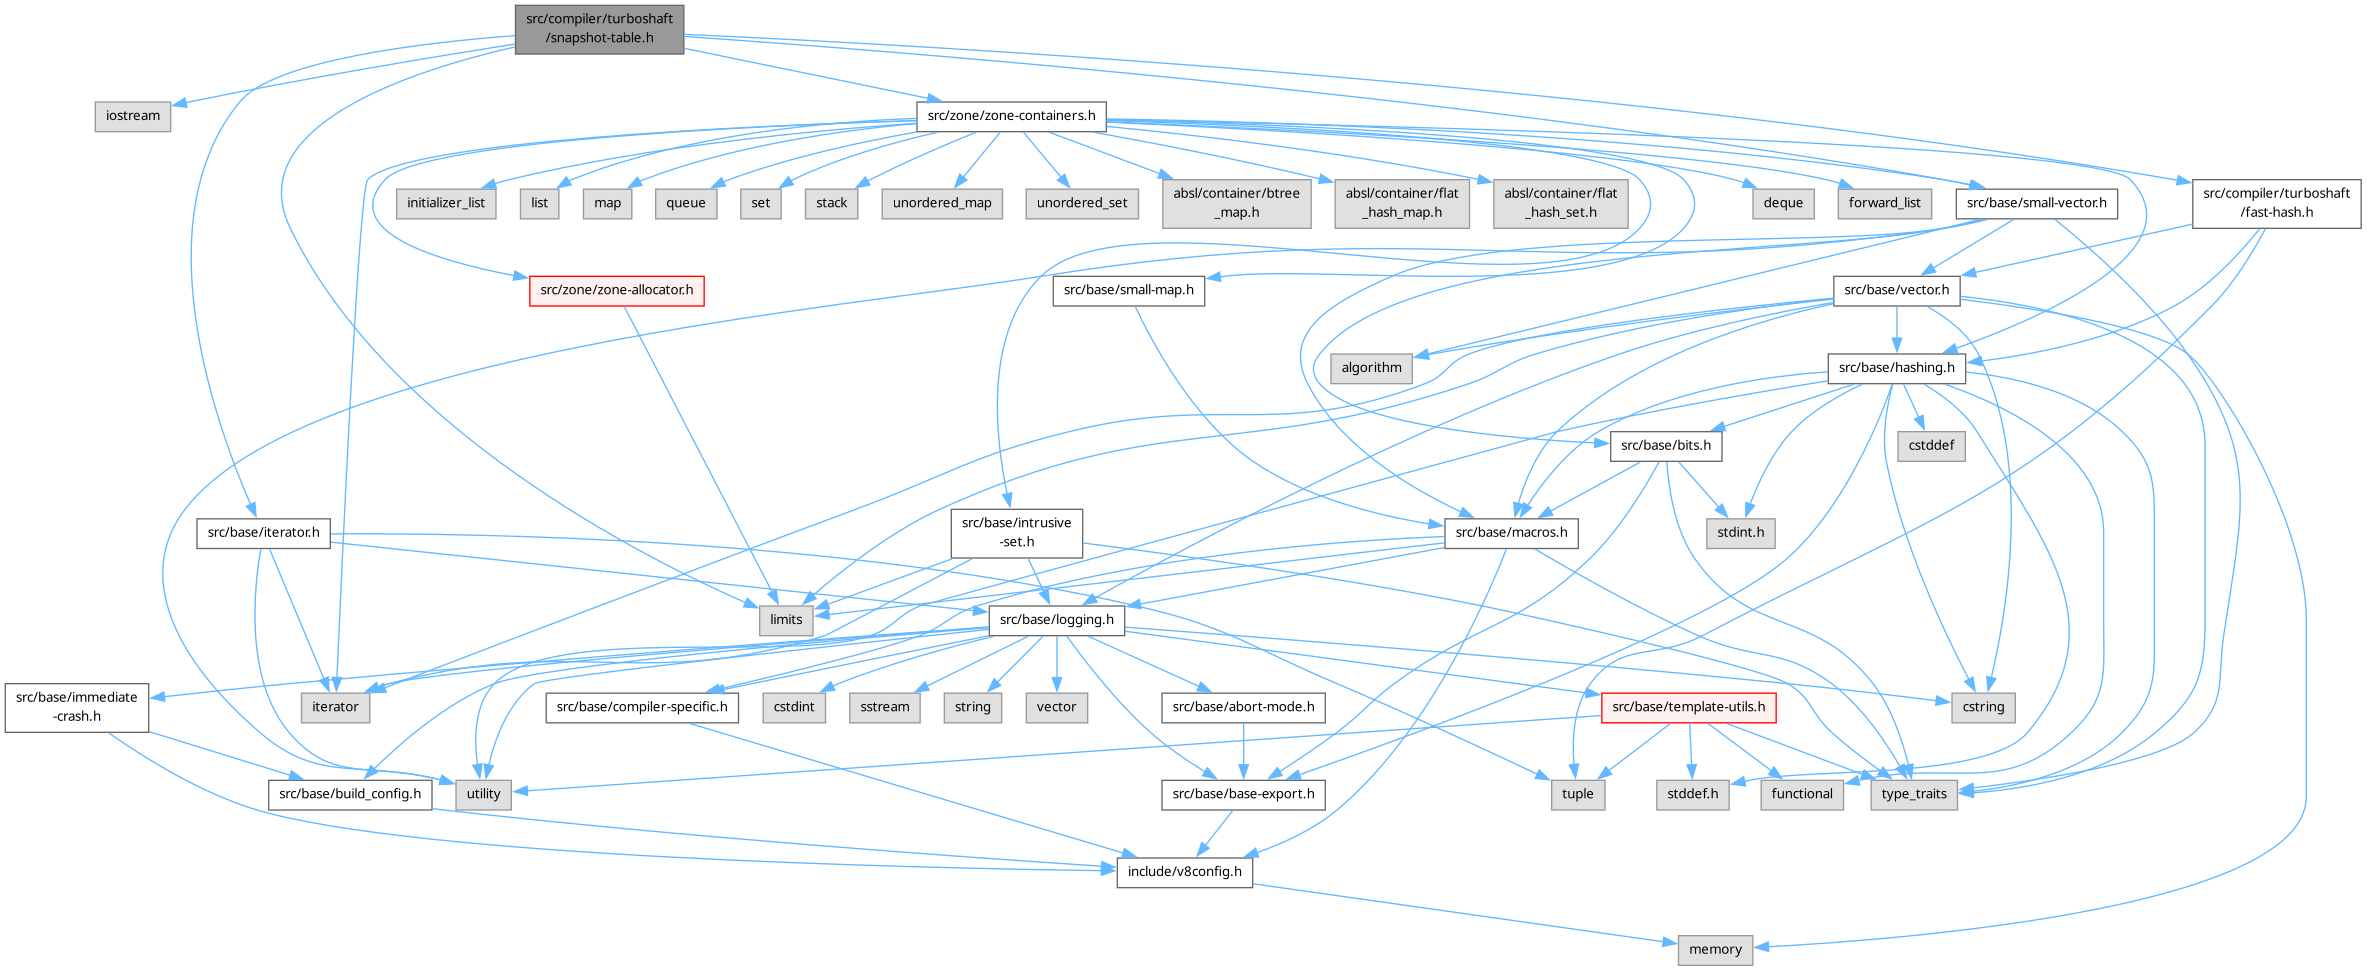 src/compiler/turboshaft
/snapshot-table.h
iostream
src/zone/zone-containers.h
initializer_list
list
map
queue
set
stack
unordered_map
unordered_set
absl/container/btree
_map.h
absl/container/flat
_hash_map.h
absl/container/flat
_hash_set.h
deque
forward_list
src/base/small-vector.h
src/compiler/turboshaft
/fast-hash.h
src/zone/zone-allocator.h
src/base/small-map.h
src/base/vector.h
algorithm
src/base/hashing.h
src/base/bits.h
cstddef
src/base/iterator.h
src/base/intrusive
-set.h
src/base/macros.h
stdint.h
limits
src/base/logging.h
src/base/immediate
-crash.h
iterator
src/base/compiler-specific.h
cstdint
sstream
string
vector
src/base/abort-mode.h
src/base/template-utils.h
cstring
src/base/build_config.h
utility
src/base/base-export.h
tuple
stddef.h
functional
type_traits
include/v8config.h
memory